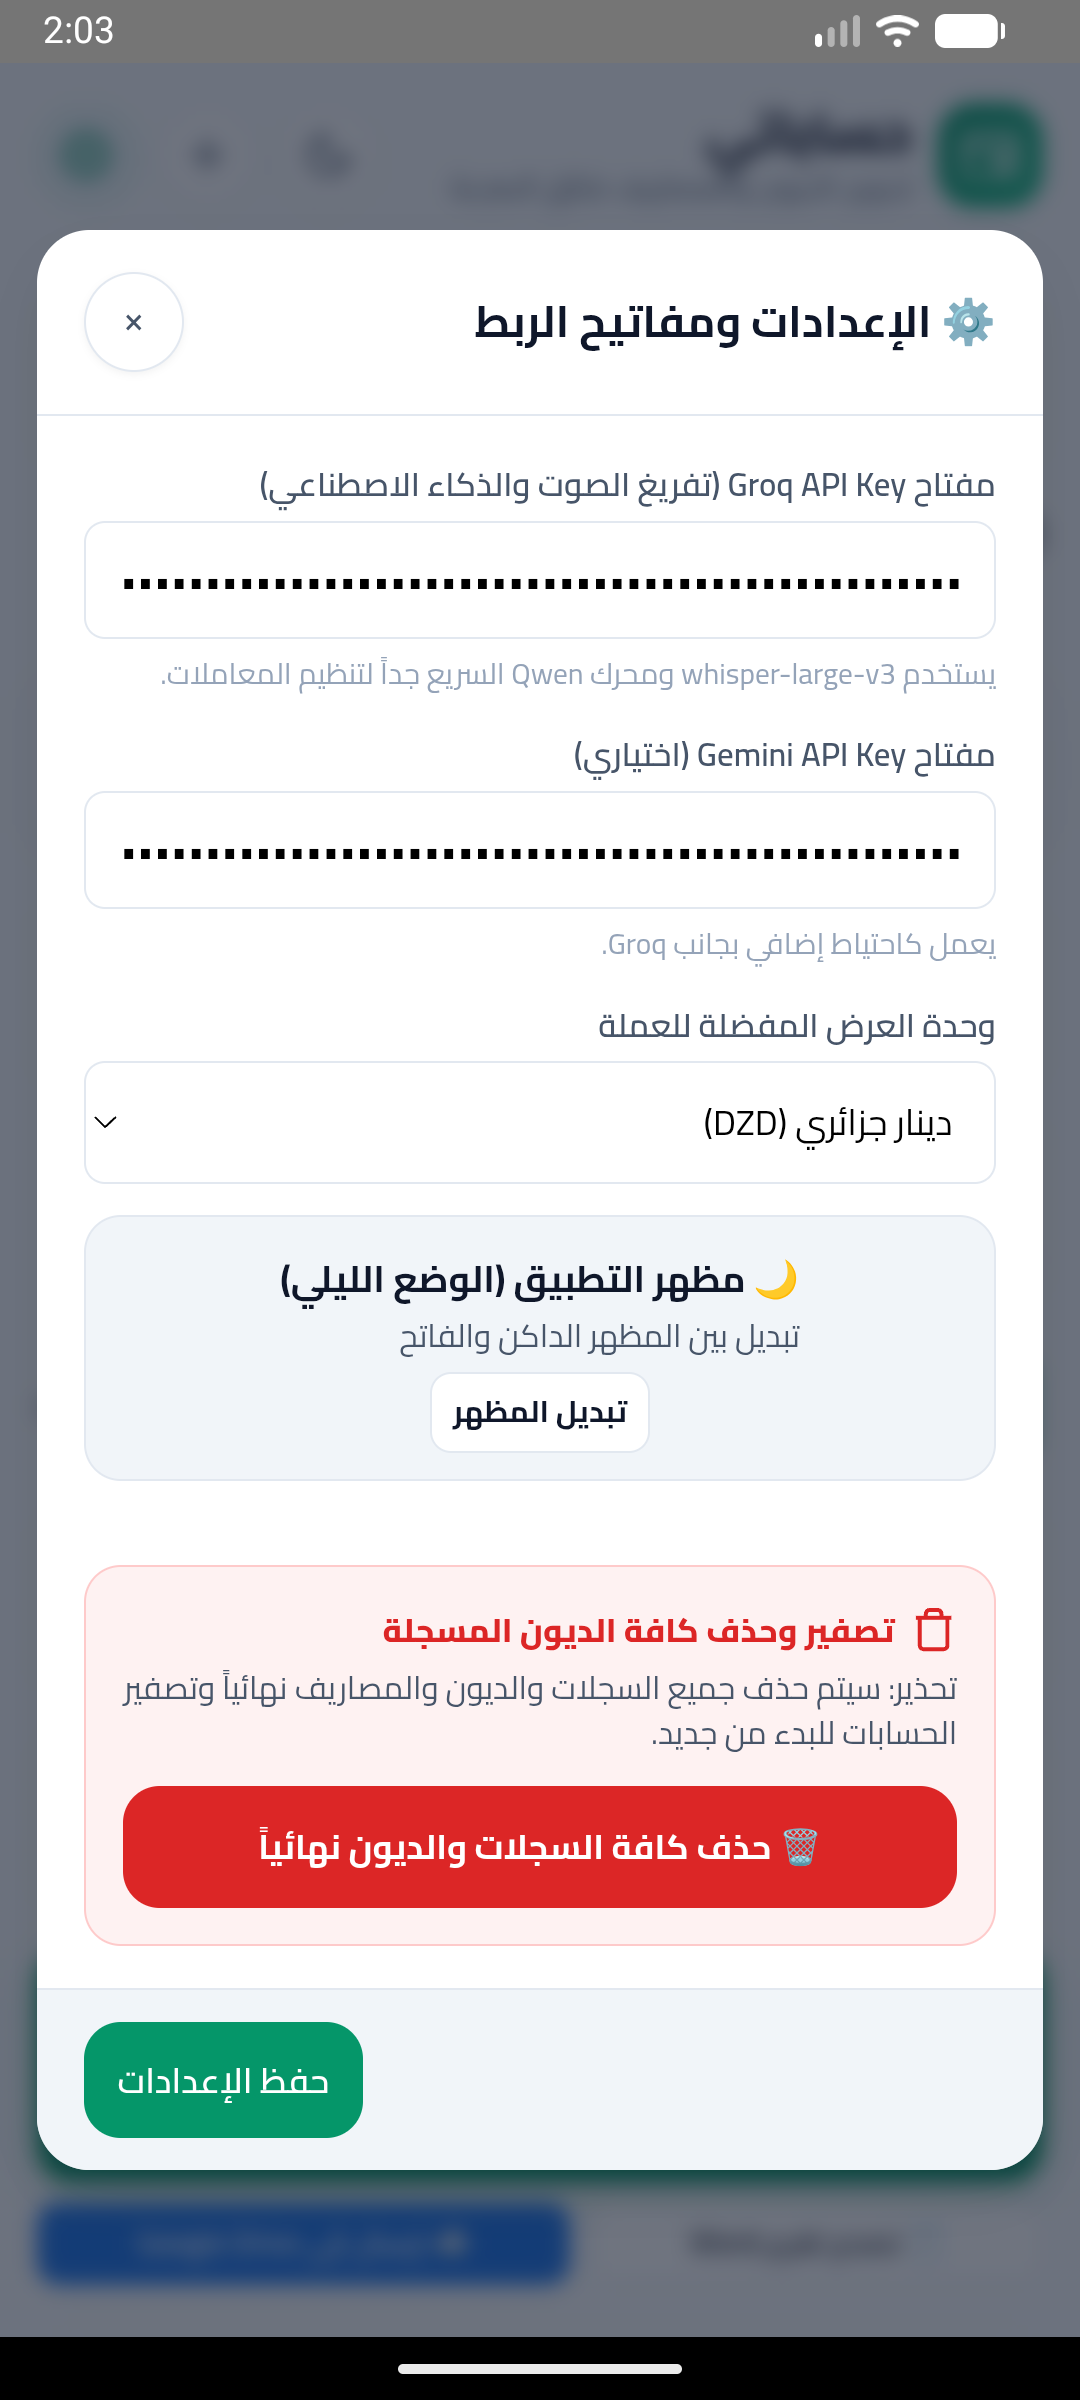 2:03
حساباتي
⚙️ الإعدادات ومفاتيح الربط
×
مفتاح Groq API Key (تفريغ الصوت والذكاء الاصطناعي)
يستخدم whisper-large-v3 ومحرك Qwen السريع جداً لتنظيم المعاملات.
مفتاح Gemini API Key (اختياري)
يعمل كاحتياط إضافي بجانب Groq.
وحدة العرض المفضلة للعملة
دينار جزائري (DZD)
🌙 مظهر التطبيق (الوضع الليلي)
تبديل بين المظهر الداكن والفاتح
تبديل المظهر
تصفير وحذف كافة الديون المسجلة
تحذير: سيتم حذف جميع السجلات والديون والمصاريف نهائياً وتصفير
الحسابات للبدء من جديد.
🗑️ حذف كافة السجلات والديون نهائياً
حفظ الإعدادات